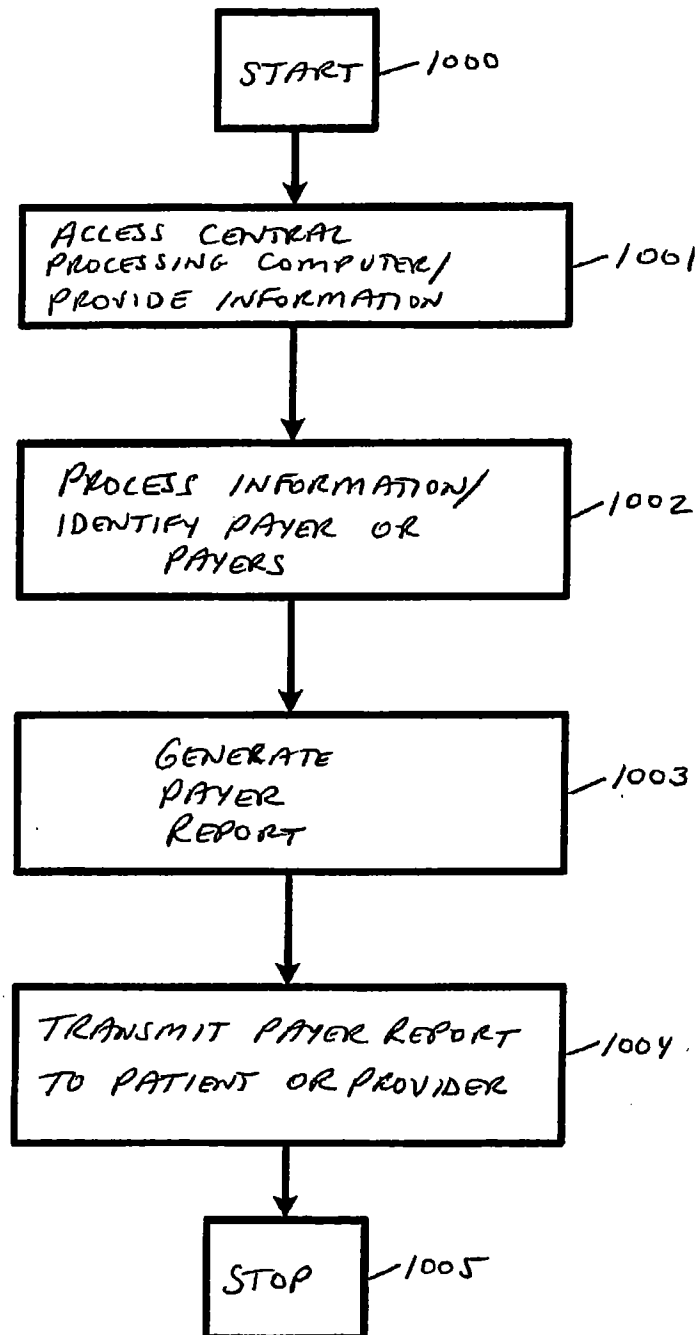 START
1000
ACCESS CENTRAL
PROCESSING COMPUTER/
PROVIDE INFORMATION
1001
PROCESS INFORMATION/
IDENTIFY PAYER OR
PAYERS
1002
GENERATE
PAYER
REPORT
1003
TRANSMIT PAYER REPORT
TO PATIENT OR PROVIDER
1004
STOP
1005